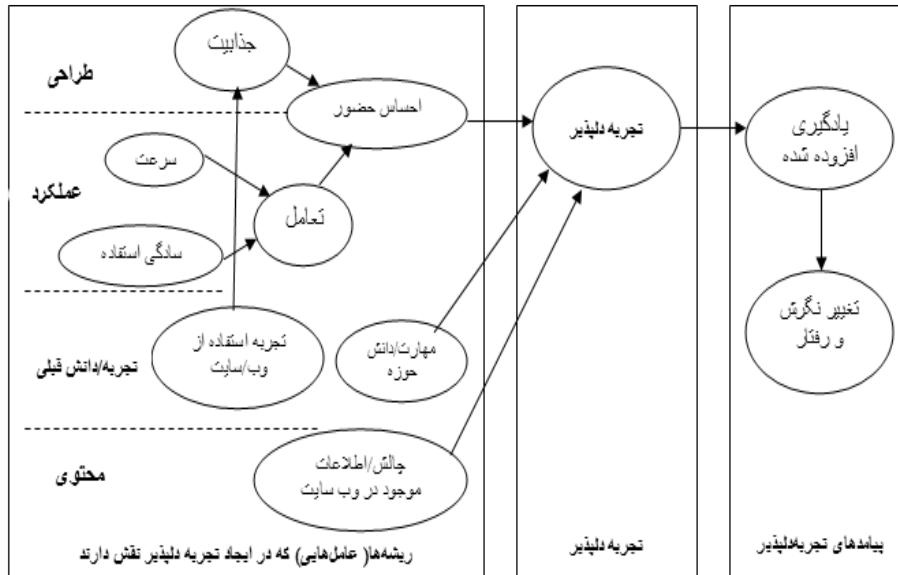 جذابیت
طراحی
احساس حضور
سرعت
عملکرد
تعامل
سادگی استفاده
تجربه استفاده از
وب/سایت
تجربه/دانش قبلی
مهارت/دانش
حوزه
چالش/اطلاعات
موجود در وب سایت
محتوی
ریشه‌ها( عامل‌هایی) که در ایجاد تجربه دلپذیر نقش دارند
تجربه دلپذیر
تجربه دلپذیر
یادگیری
افزوده شده
تغییر نگرش
و رفتار
پیامدهای تجربه‌دلپذیر